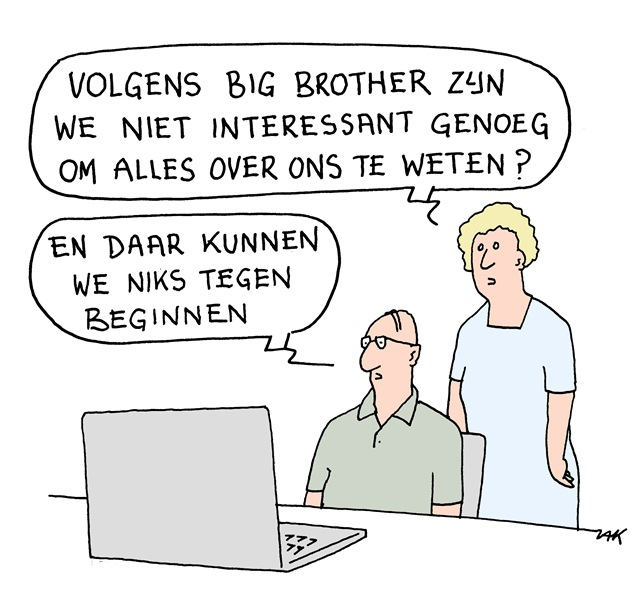 VOLGENS BIG BROTHER ZIJN
WE NIET INTERESSANT GENOEG
OM ALLES OVER ONS TE WETEN?
EN DAAR KUNNEN
WE NIKS TEGEN
BEGINNEN